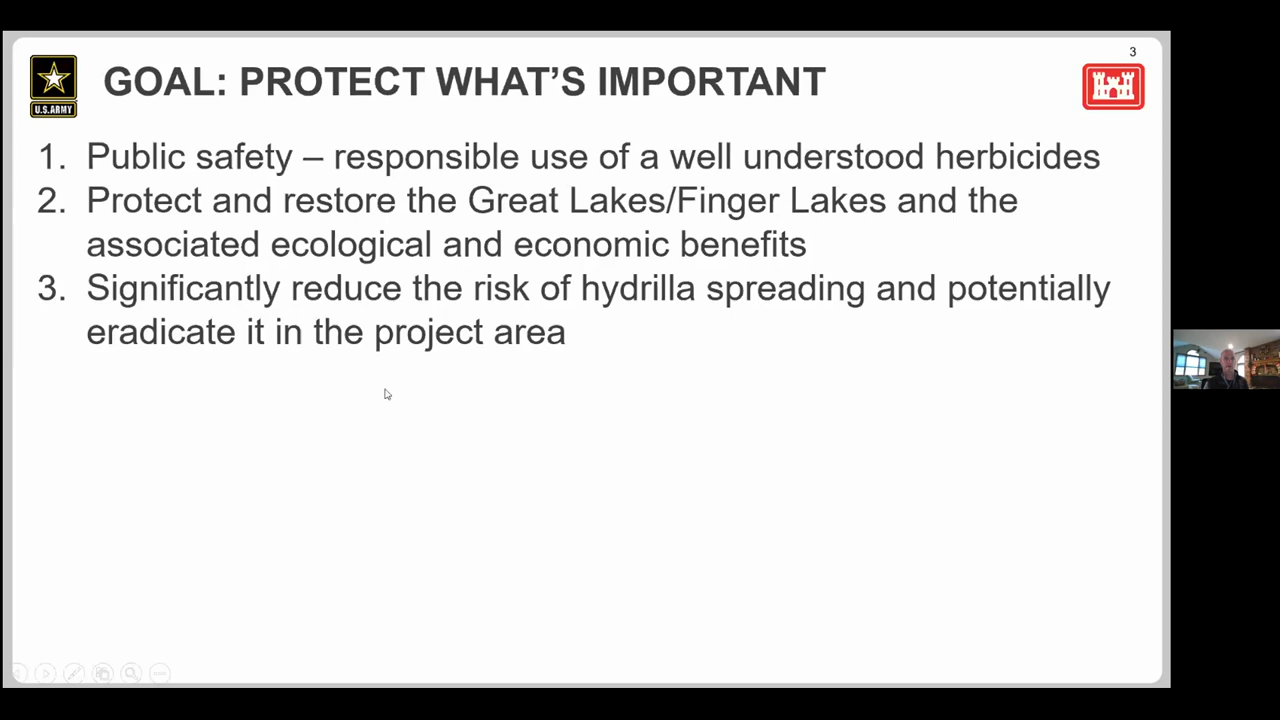 3
GOAL: PROTECT WHAT'S IMPORTANT
U.S.ARMY
1. Public safety – responsible use of a well understood herbicides
2. Protect and restore the Great Lakes/Finger Lakes and the
associated ecological and economic benefits
3. Significantly reduce the risk of hydrilla spreading and potentially
eradicate it in the project area